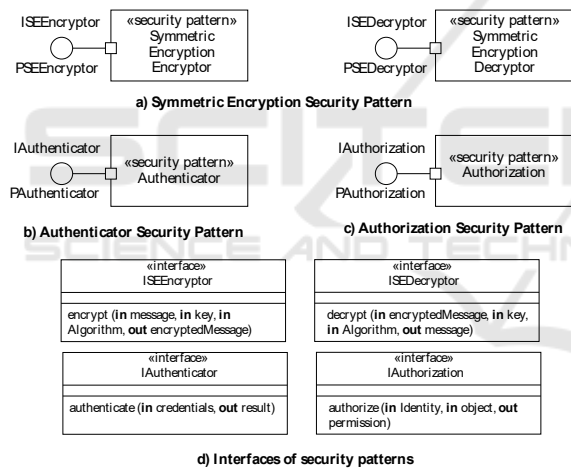 ISEEncryptor
PSEEncryptor
«security pattern»
Symmetric
Encryption
Encryptor
ISEDecryptor
PSEDecryptor
«security pattern»
Symmetric
Encryption
Decryptor
a) Symmetric Encryption Security Pattern
IAuthenticator
PAuthenticator
«security pattern»
Authenticator
IAuthorization
PAuthorization
«security pattern»
Authorization
b) Authenticator Security Pattern
c) Authorization Security Pattern
SCIENCE AND TECHN
«interface»
ISEEncryptor
encrypt (in message, in key, in
Algorithm, out encryptedMessage)
«interface»
ISEDecryptor
decrypt (in encryptedMessage, in key,
in Algorithm, out message)
«interface»
IAuthenticator
authenticate (in credentials, out result)
«interface»
IAuthorization
authorize (in Identity, in object, out
permission)
d) Interfaces of security patterns